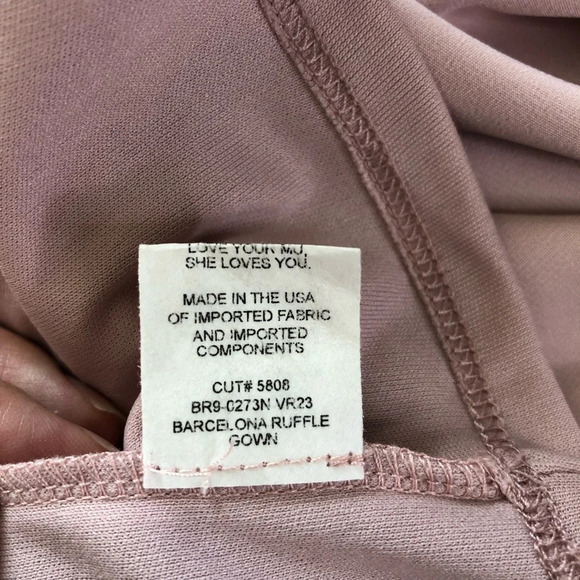 LOVE YOUR MU
SHE LOVES YOU.
MADE IN THE USA
OF IMPORTED FABRIC
AND IMPORTED
COMPONENTS
CUT# 5808
BR9-0273N VR23
BARCELONA RUFFLE
GOWN